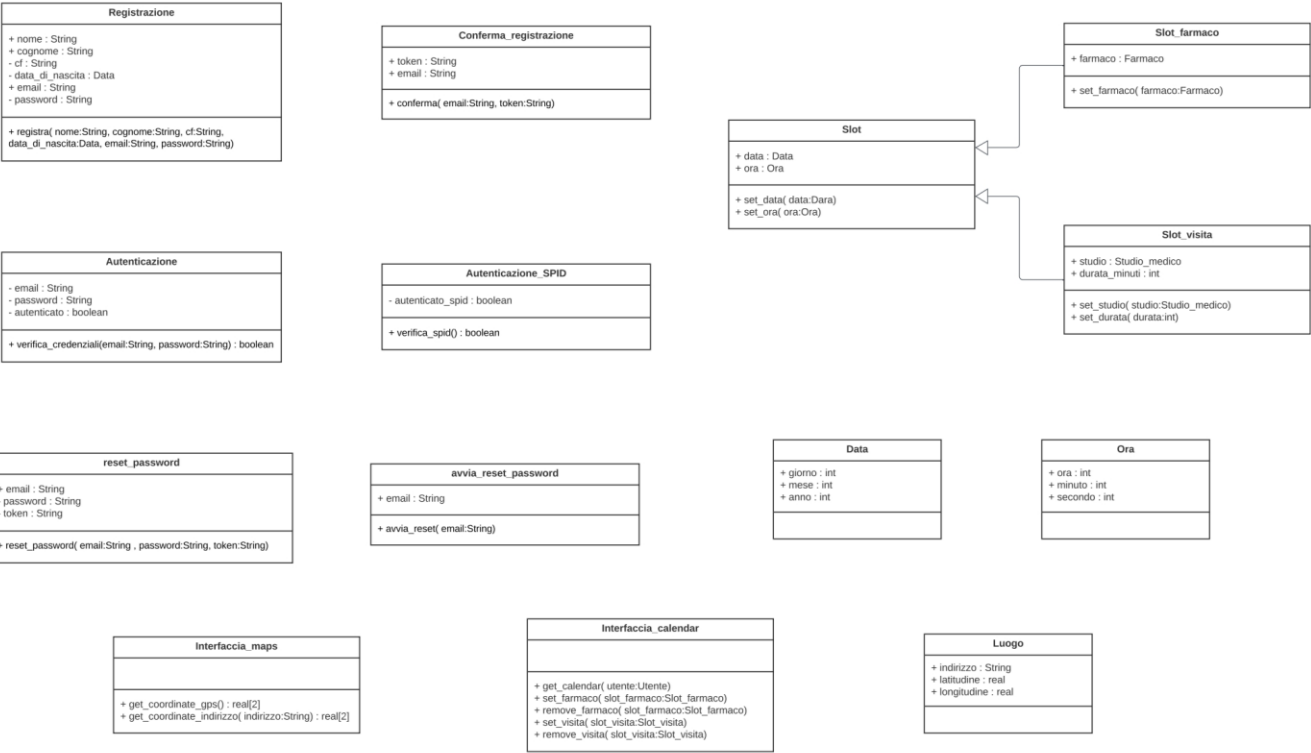 Registrazione
+ nome : String
+ cognome : String
- cf : String
- data_di_nascita : Data
+ email : String
- password : String
+ registra( nome:String, cognome:String, cf:String,
data_di_nascita:Data, email:String, password:String)
Conferma_registrazione
+ token : String
+ email : String
+ conferma( email:String, token:String)
Slot_farmaco
+ farmaco : Farmaco
+ set_farmaco( farmaco:Farmaco)
Slot
+ data : Data
+ ora : Ora
+ set_data( data:Dara)
+ set_ora( ora:Ora)
Slot_visita
+ studio : Studio_medico
+ durata_minuti : int
+ set_studio( studio:Studio_medico)
+ set_durata( durata:int)
Autenticazione
- email : String
- password : String
- autenticato : boolean
+ verifica_credenziali(email:String, password:String) : boolean
Autenticazione_SPID
- autenticato_spid : boolean
+ verifica_spid() : boolean
reset_password
+ email : String
- password : String
- token : String
+ reset_password( email:String , password:String, token:String)
avvia_reset_password
+ email : String
+ avvia_reset( email:String)
Data
+ giorno : int
+ mese : int
+ anno : int
Ora
+ ora : int
+ minuto : int
+ secondo : int
Interfaccia_maps
+ get_coordinate_gps() : real[2]
+ get_coordinate_indirizzo( indirizzo:String) : real[2]
Interfaccia_calendar
+ get_calendar( utente:Utente)
+ set_farmaco( slot_farmaco:Slot_farmaco)
+ remove_farmaco( slot_farmaco:Slot_farmaco)
+ set_visita( slot_visita:Slot_visita)
+ remove_visita( slot_visita:Slot_visita)
Luogo
+ indirizzo : String
+ latitudine : real
+ longitudine : real